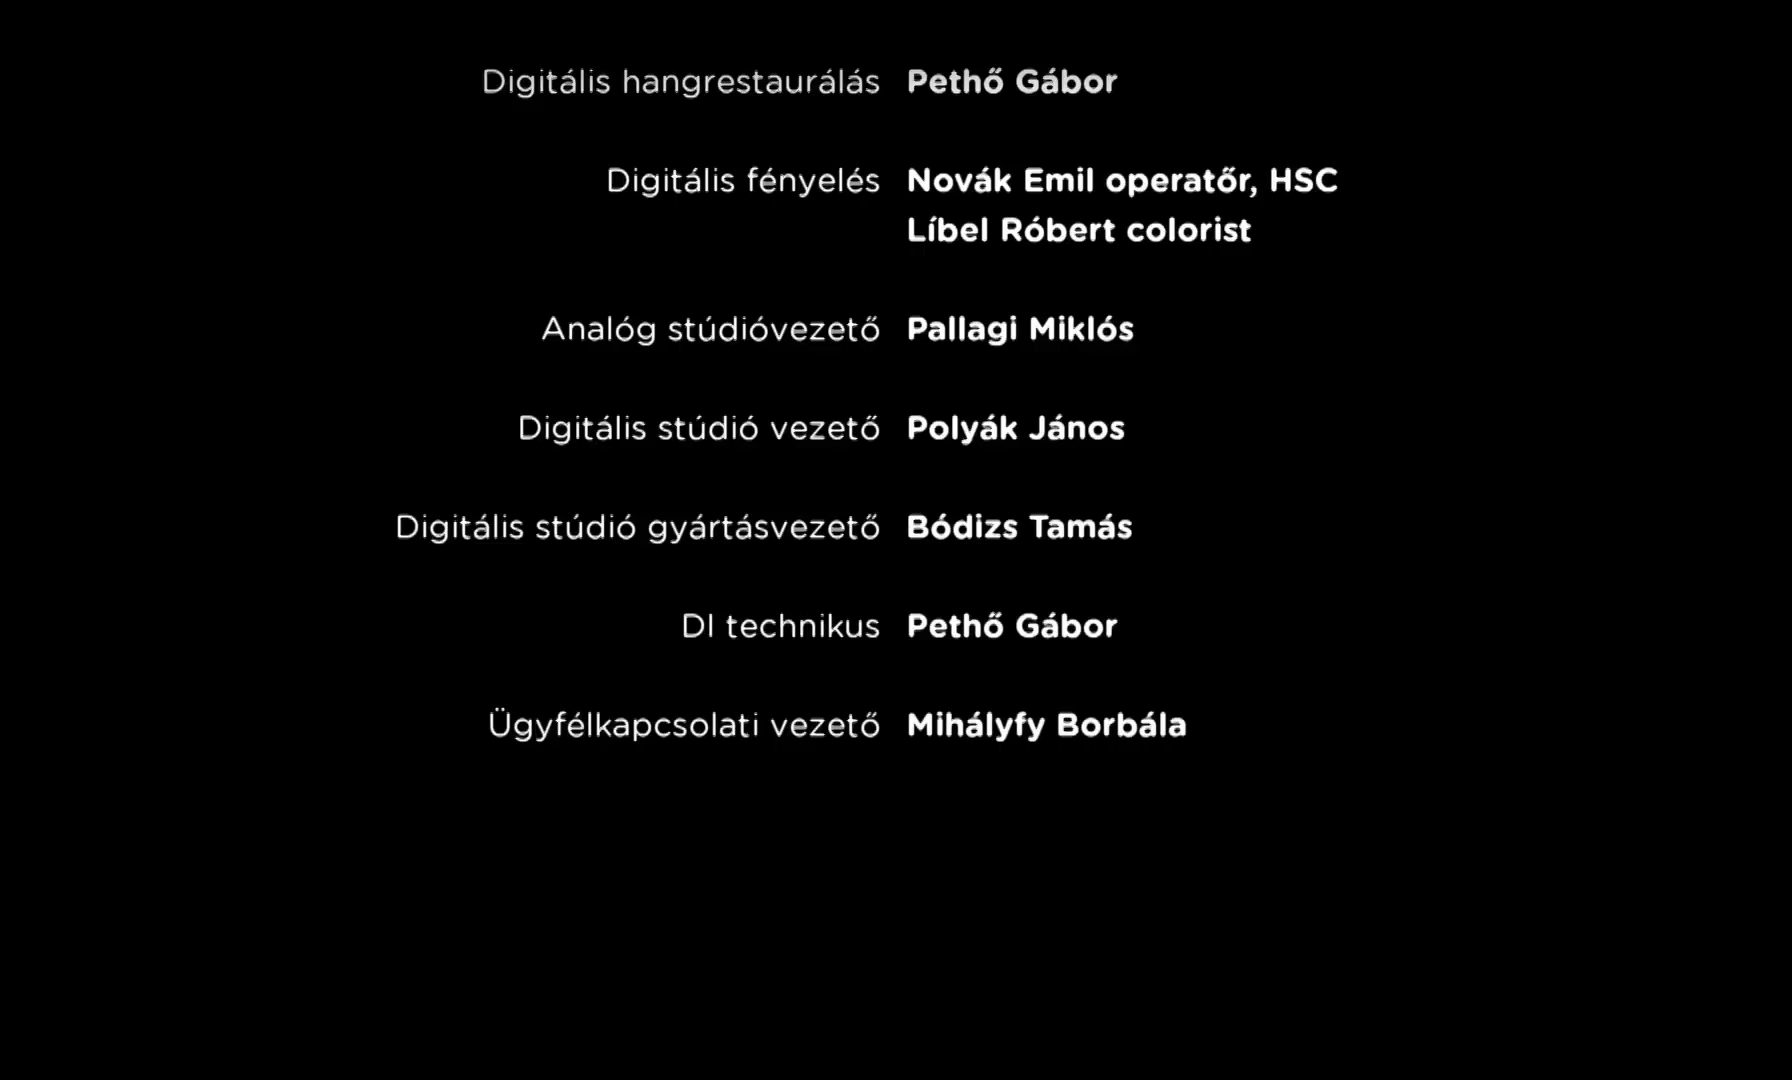 Digitális hangrestaurálás Pethő Gábor
Digitális fényelés Novák Emil operatőr, HSC
Líbel Róbert colorist
Analóg stúdióvezető Pallagi Miklós
Digitális stúdió vezető Polyák János
Digitális stúdió gyártásvezető Bódizs Tamás
DI technikus Pethő Gábor
Ügyfélkapcsolati vezető Mihályfy Borbála